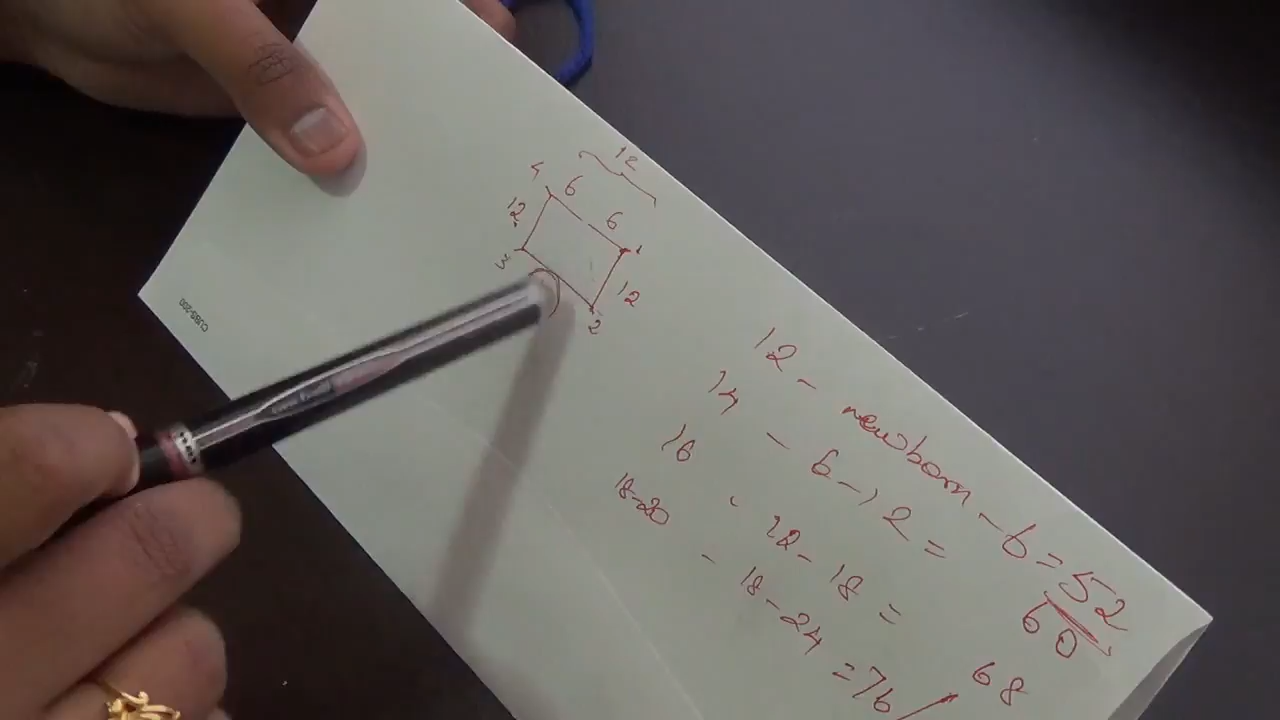 12
4 6 6 1
12 12
3 2
12 - newborn - 6 = 52
14 - 6 - 12 = 60
16 - 12 - 18 = 68
18-20 - 18 - 24 = 76